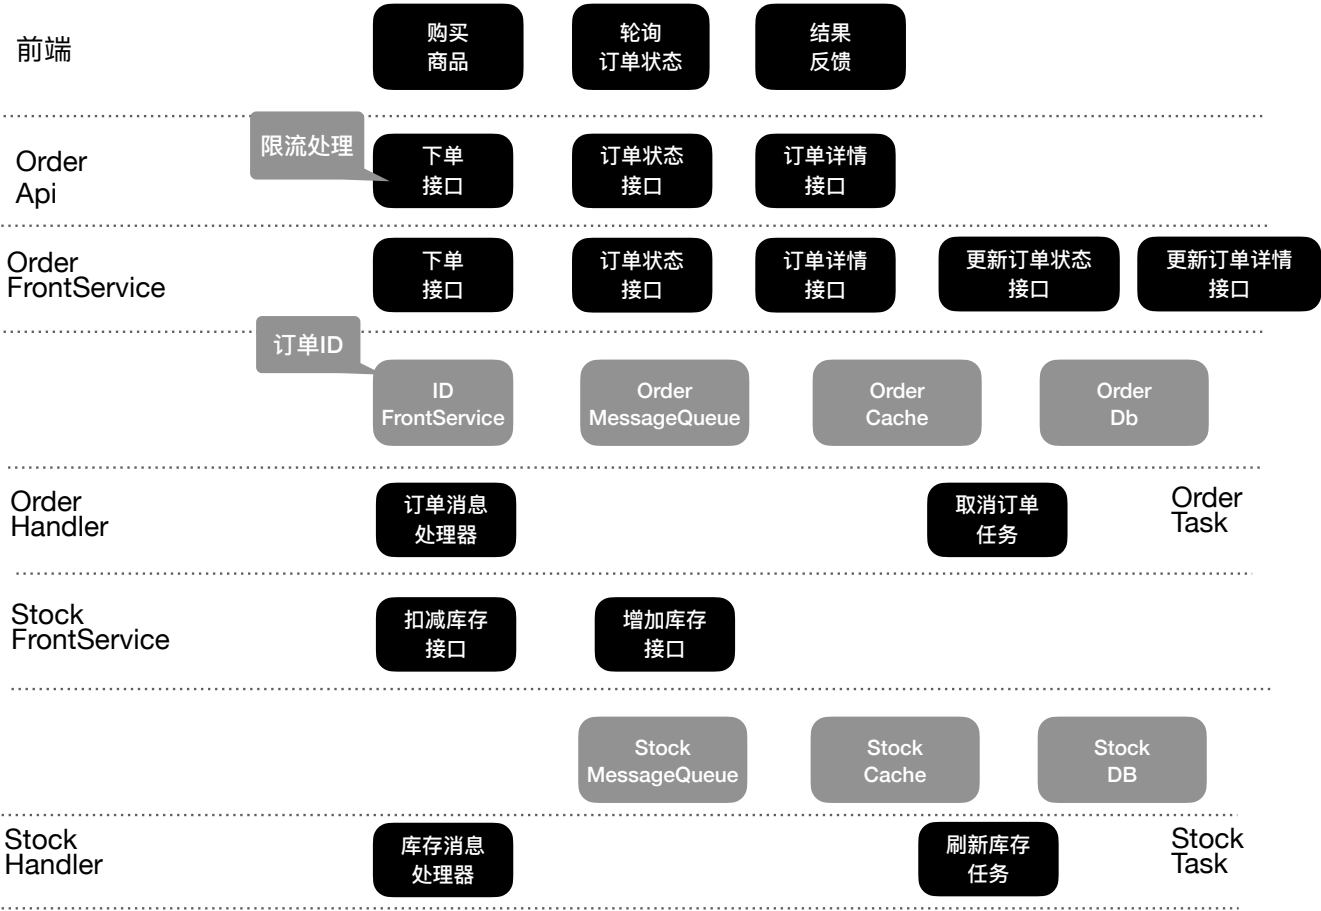 前端
购买
商品
轮询
订单状态
结果
反馈
限流处理
Order
Api
下单
接口
订单状态
接口
订单详情
接口
Order
FrontService
下单
接口
订单状态
接口
订单详情
接口
更新订单状态
接口
更新订单详情
接口
订单ID
ID
FrontService
Order
MessageQueue
Order
Cache
Order
Db
Order
Handler
订单消息
处理器
取消订单
任务
Order
Task
Stock
FrontService
扣减库存
接口
增加库存
接口
Stock
MessageQueue
Stock
Cache
Stock
DB
Stock
Handler
库存消息
处理器
刷新库存
任务
Stock
Task